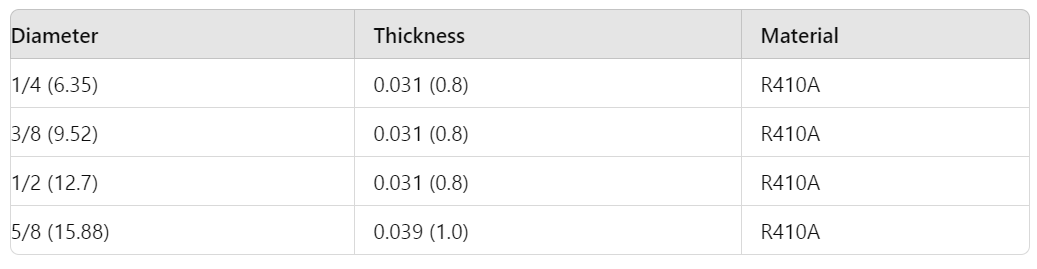 Diameter Thickness Material
1/4 (6.35) 0.031 (0.8) R410A
3/8 (9.52) 0.031 (0.8) R410A
1/2 (12.7) 0.031 (0.8) R410A
5/8 (15.88) 0.039 (1.0) R410A